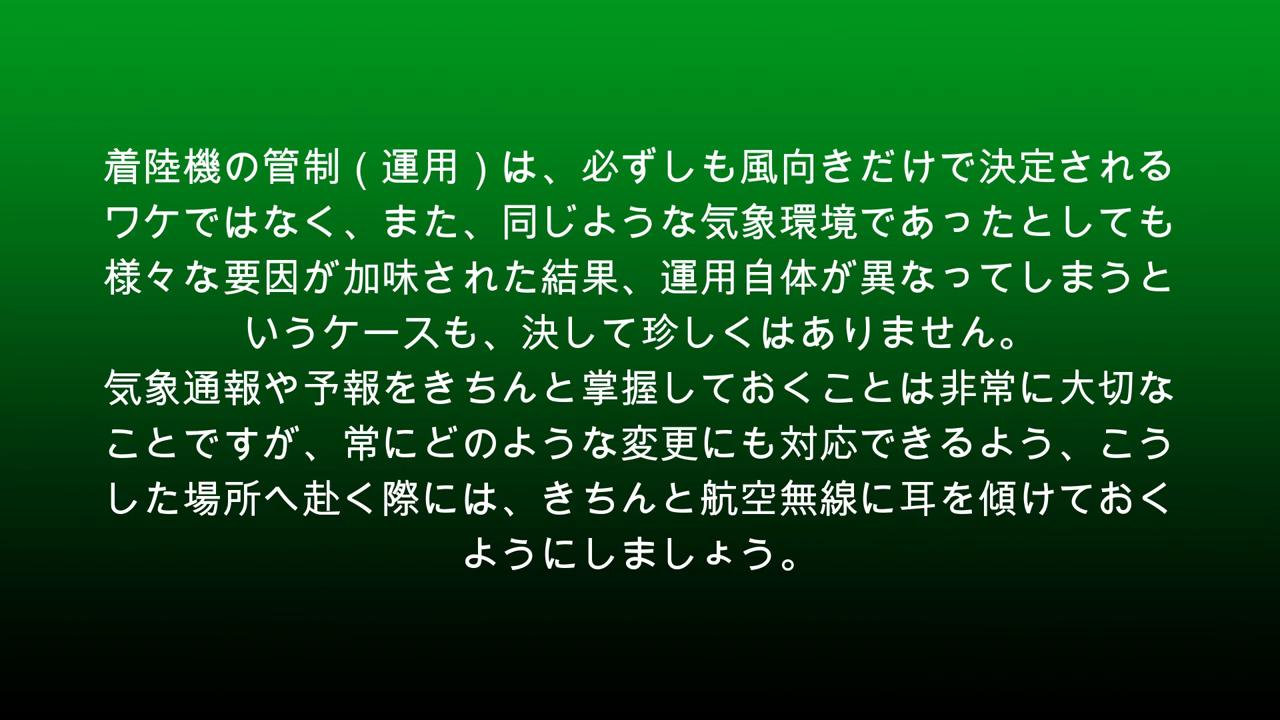 着陸機の管制(運用)は、必ずしも風向きだけで決定される
ワケではなく、また、同じような気象環境であったとしても
様々な要因が加味された結果、運用自体が異なってしまうと
いうケースも、決して珍しくはありません。
気象通報や予報をきちんと掌握しておくことは非常に大切な
ことですが、常にどのような変更にも対応できるよう、こう
した場所へ赴く際には、きちんと航空無線に耳を傾けておく
ようにしましょう。